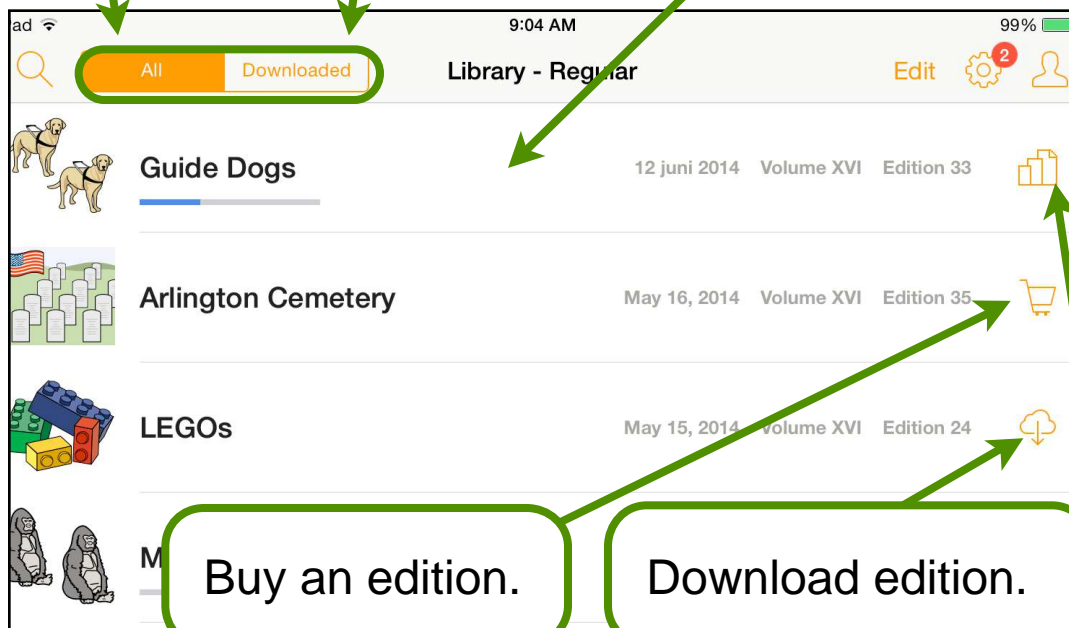 ad 9:04 AM 99%
All Downloaded Library - Regular Edit 2
Guide Dogs 12 juni 2014 Volume XVI Edition 33
Arlington Cemetery May 16, 2014 Volume XVI Edition 35
LEGOs May 15, 2014 Volume XVI Edition 24
M
Buy an edition. Download edition.